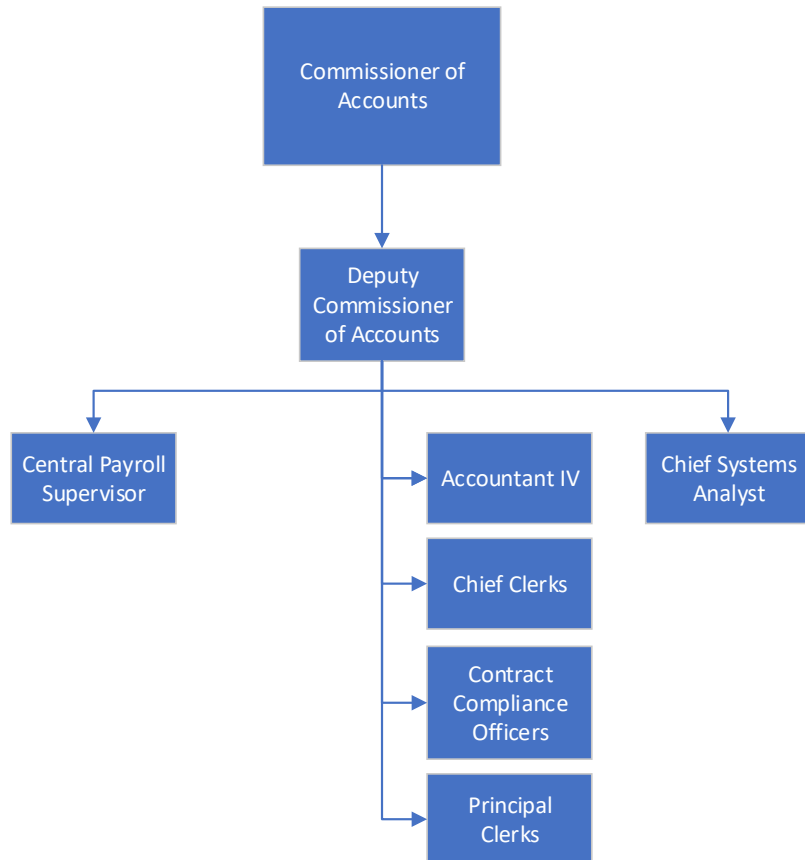 Commissioner of
Accounts
Deputy
Commissioner
of Accounts
Central Payroll
Supervisor
Accountant IV
Chief Systems
Analyst
Chief Clerks
Contract
Compliance
Officers
Principal
Clerks